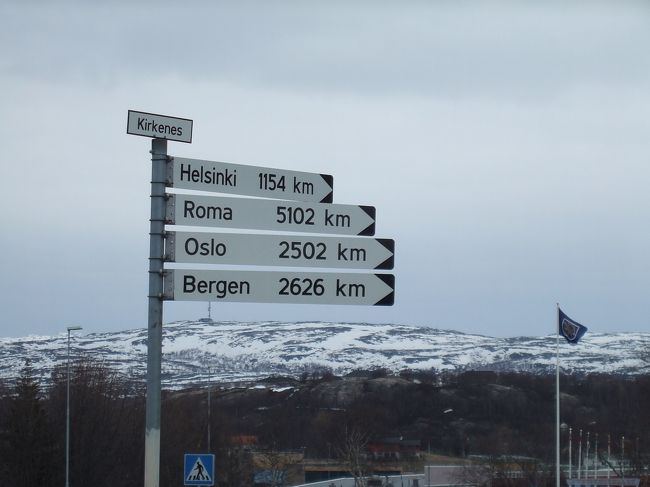 Kirkenes
Helsinki 1154 km
Roma 5102 km
Oslo 2502 km
Bergen 2626 km